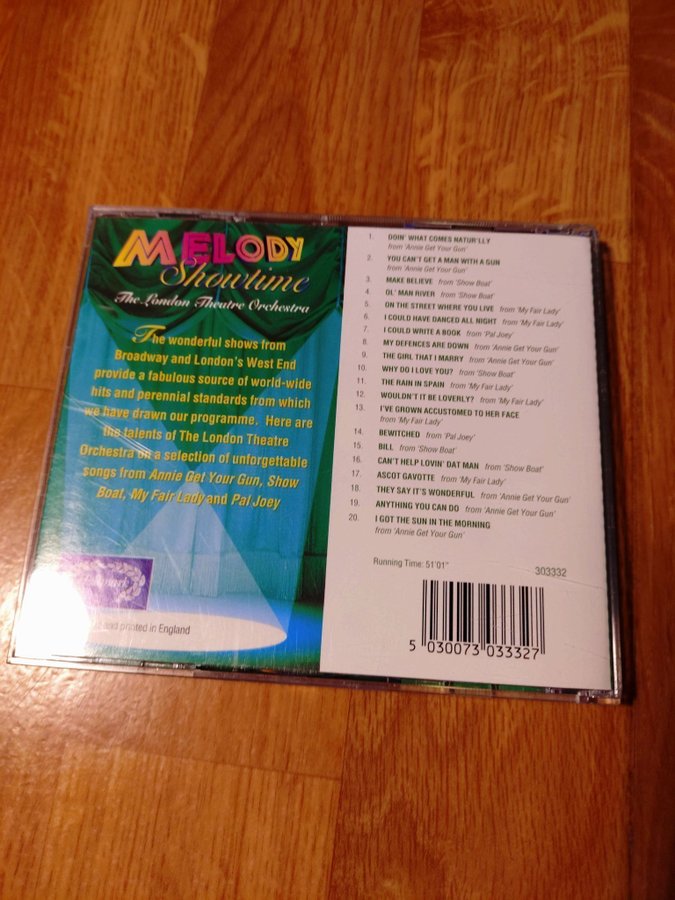 MELODY
Showtime
The London Theatre Orchestra
The wonderful shows from
Broadway and London's West End
provide a fabulous source of world-wide
hits and perennial standards from which
we have drawn our programme. Here are
the talents of The London Theatre
Orchestra on a selection of unforgettable
songs from Annie Get Your Gun, Show
Boat, My Fair Lady and Pal Joey
and printed in England
1. DOIN' WHAT COMES NATUR'LLY
from 'Annie Get Your Gun'
2. YOU CAN'T GET A MAN WITH A GUN
from 'Annie Get Your Gun'
3. MAKE BELIEVE from 'Show Boat'
4. OL' MAN RIVER from 'Show Boat'
5. ON THE STREET WHERE YOU LIVE from 'My Fair Lady'
6. I COULD HAVE DANCED ALL NIGHT from 'My Fair Lady'
7. I COULD WRITE A BOOK from 'Pal Joey'
8. MY DEFENCES ARE DOWN from 'Annie Get Your Gun'
9. THE GIRL THAT I MARRY from 'Annie Get Your Gun'
10. WHY DO I LOVE YOU? from 'Show Boat'
11. THE RAIN IN SPAIN from 'My Fair Lady'
12. WOULDN'T IT BE LOVERLY? from 'My Fair Lady'
13. I'VE GROWN ACCUSTOMED TO HER FACE
from 'My Fair Lady'
14. BEWITCHED from 'Pal Joey'
15. BILL from 'Show Boat'
16. CAN'T HELP LOVIN' DAT MAN from 'Show Boat'
17. ASCOT GAVOTTE from 'My Fair Lady'
18. THEY SAY IT'S WONDERFUL from 'Annie Get Your Gun'
19. ANYTHING YOU CAN DO from 'Annie Get Your Gun'
20. I GOT THE SUN IN THE MORNING
from 'Annie Get Your Gun'
Running Time: 51'01"
303332
5 030073 033327